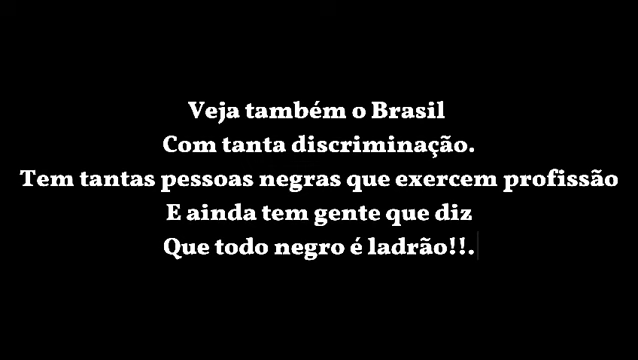 Veja também o Brasil
Com tanta discriminação.
Tem tantas pessoas negras que exercem profissão
E ainda tem gente que diz
Que todo negro é ladrão!!.